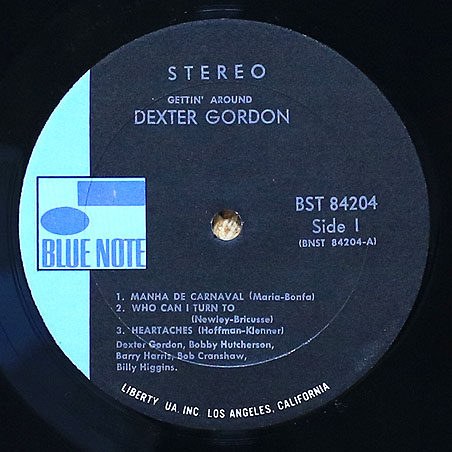 STEREO
GETTIN' AROUND
DEXTER GORDON
BST 84204
Side 1
(BNST 84204-A)
BLUE NOTE
1. MANHA DE CARNAVAL (Maria-Bonfa)
2. WHO CAN I TURN TO
(Newley-Bricusse)
3. HEARTACHES (Hoffman-Klenner)
Dexter Gordon, Bobby Hutcherson,
Barry Harris, Bob Cranshaw,
Billy Higgins.
LIBERTY UA, INC. LOS ANGELES, CALIFORNIA